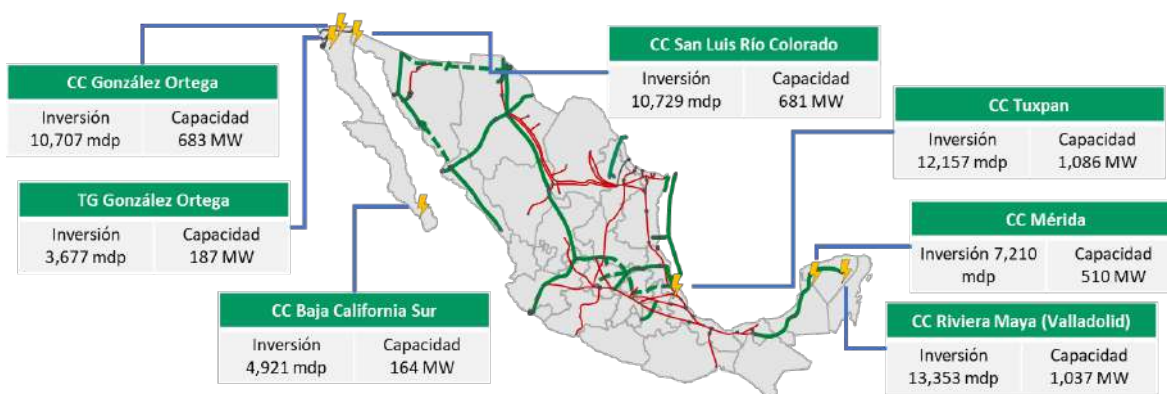 CC González Ortega
Inversión Capacidad
10,707 mdp 683 MW
TG González Ortega
Inversión Capacidad
3,677 mdp 187 MW
CC Baja California Sur
Inversión Capacidad
4,921 mdp 164 MW
CC San Luis Río Colorado
Inversión Capacidad
10,729 mdp 681 MW
CC Tuxpan
Inversión Capacidad
12,157 mdp 1,086 MW
CC Mérida
Inversión 7,210 Capacidad
mdp 510 MW
CC Riviera Maya (Valladolid)
Inversión Capacidad
13,353 mdp 1,037 MW